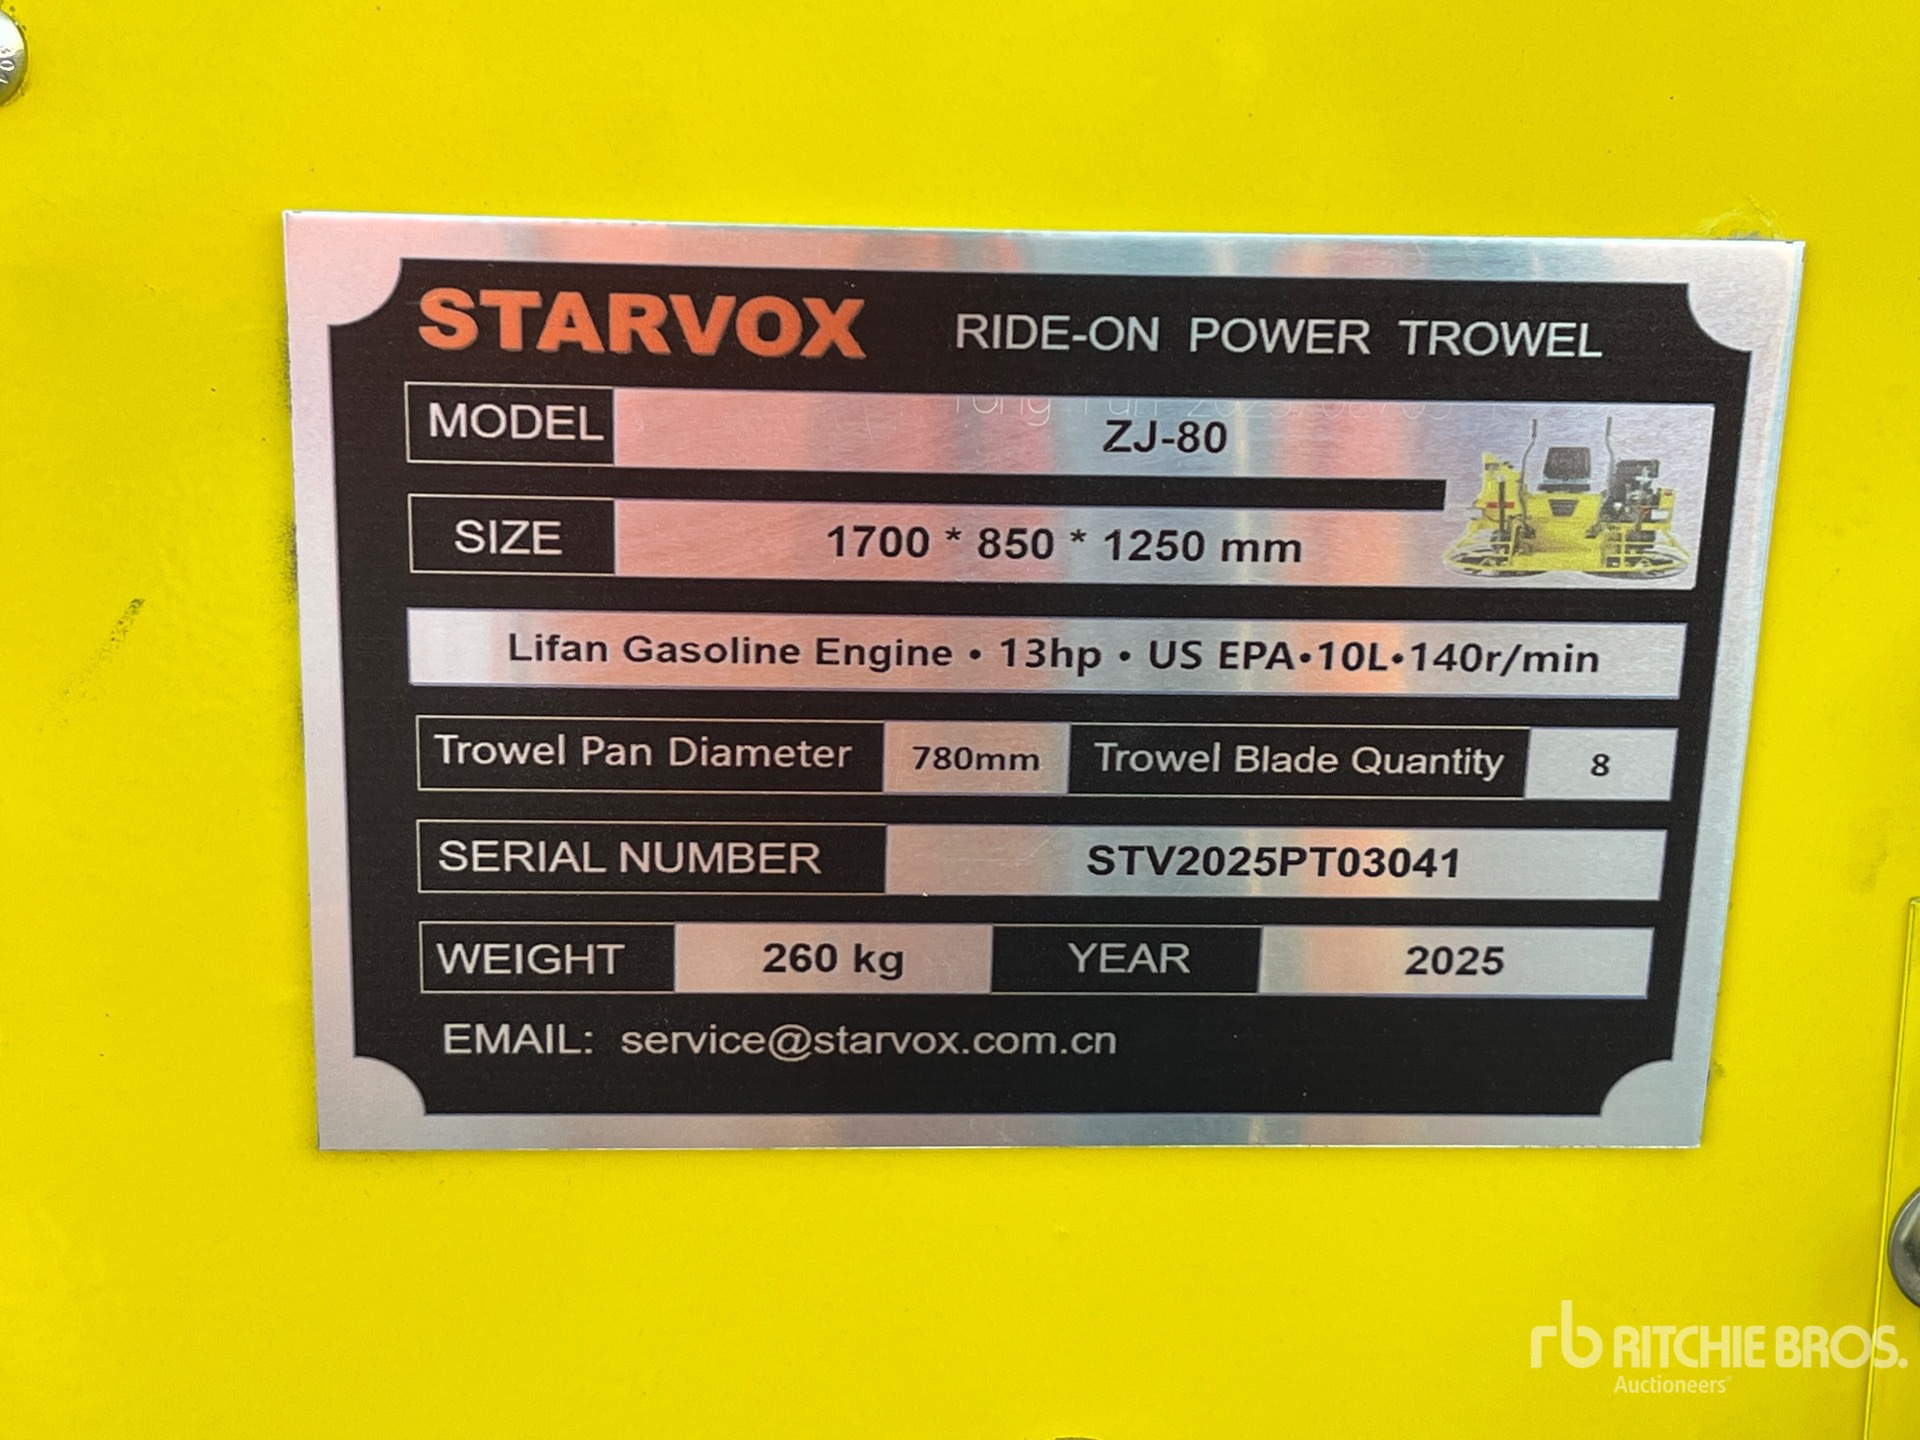 STARVOX RIDE-ON POWER TROWEL
MODEL ZJ-80
SIZE 1700 * 850 * 1250 mm
Lifan Gasoline Engine • 13hp • US EPA•10L•140r/min
Trowel Pan Diameter 780mm Trowel Blade Quantity 8
SERIAL NUMBER STV2025PT03041
WEIGHT 260 kg YEAR 2025
EMAIL: service@starvox.com.cn
rb RITCHIE BROS.
Auctioneers